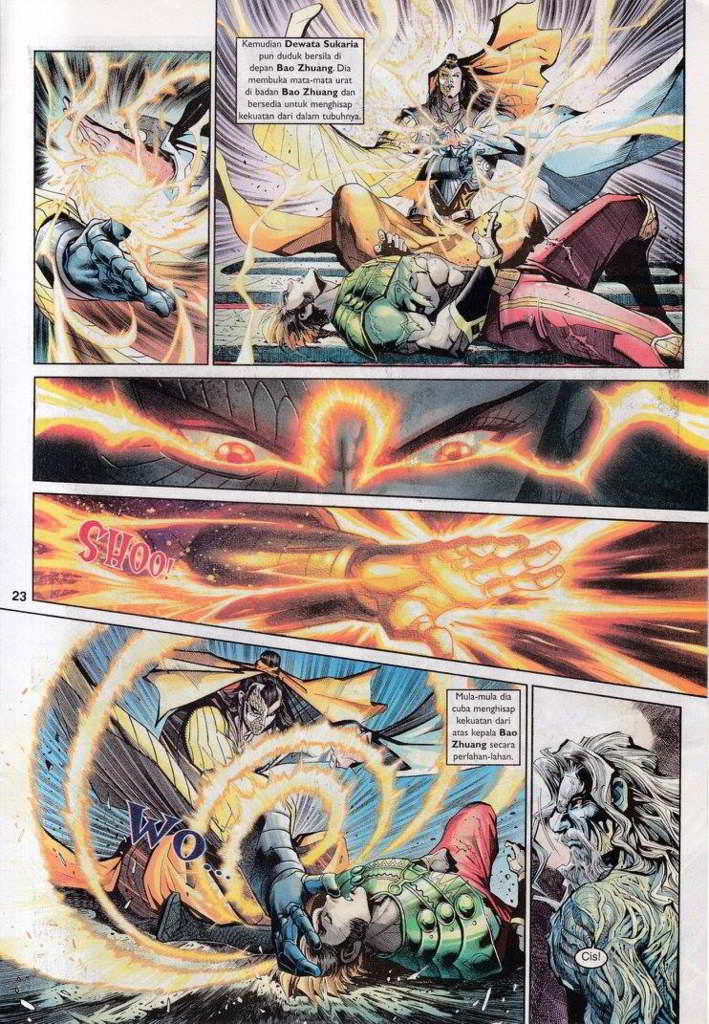 Kemudian Dewata Sukaria
pun duduk bersila di
depan Bao Zhuang. Dia
membuka mata-mata urat
di badan Bao Zhuang dan
bersedia untuk menghisap
kekuatan dari dalam tubuhnya.
SHOO!
23
Mula-mula dia
cuba menghisap
kekuatan dari
atas kepala Bao
Zhuang secara
perlahan-lahan.
WO...
Cis!